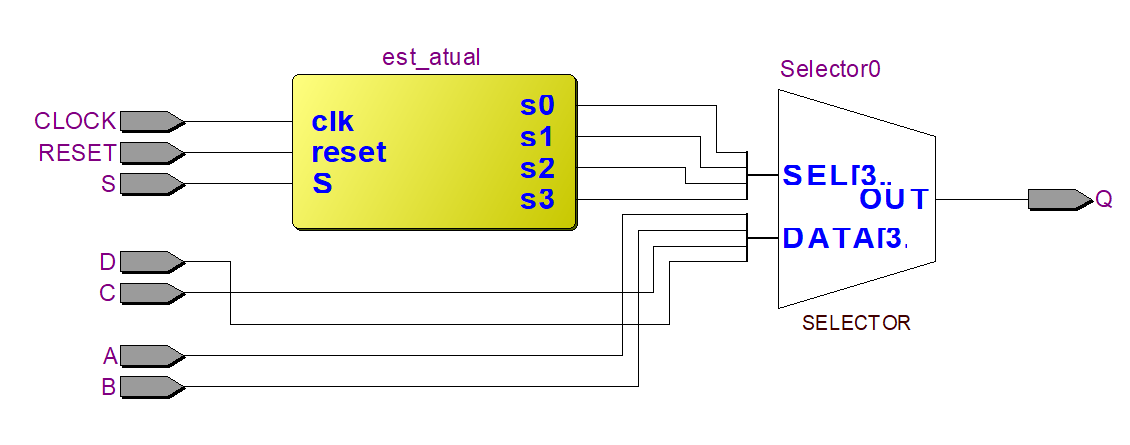 est_atual
Selector0
CLOCK
RESET
S
clk
reset
S
s0
s1
s2
s3
SEL[3..
OUT
DATA[3.
Q
D
C
A
B
SELECTOR